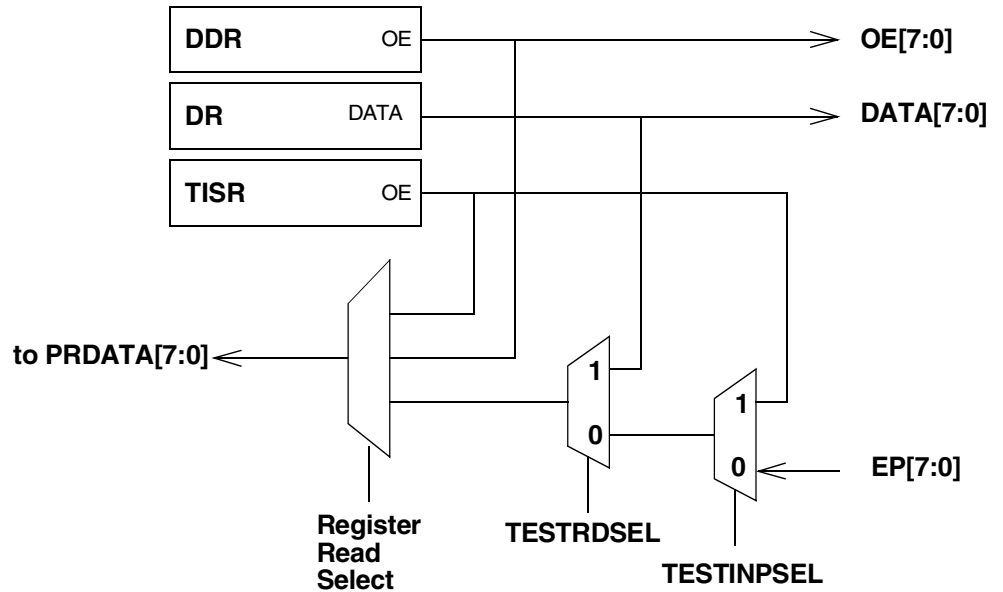 DDR OE OE[7:0]
DR DATA DATA[7:0]
TISR OE
to PRDATA[7:0]
1
1
0
0 EP[7:0]
Register
Read
Select
TESTRDSEL
TESTINPSEL